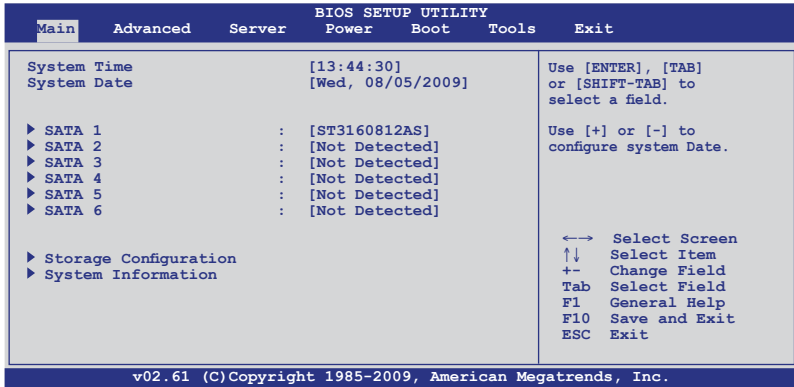 BIOS SETUP UTILITY
Main Advanced Server Power Boot Tools Exit
System Time [13:44:30]
System Date [Wed, 08/05/2009]
SATA 1 : [ST3160812AS]
SATA 2 : [Not Detected]
SATA 3 : [Not Detected]
SATA 4 : [Not Detected]
SATA 5 : [Not Detected]
SATA 6 : [Not Detected]
Storage Configuration
System Information
Use [ENTER], [TAB]
or [SHIFT-TAB] to
select a field.
Use [+] or [-] to
configure system Date.
←→ Select Screen
↑↓ Select Item
+- Change Field
Tab Select Field
F1 General Help
F10 Save and Exit
ESC Exit
v02.61 (C)Copyright 1985-2009, American Megatrends, Inc.